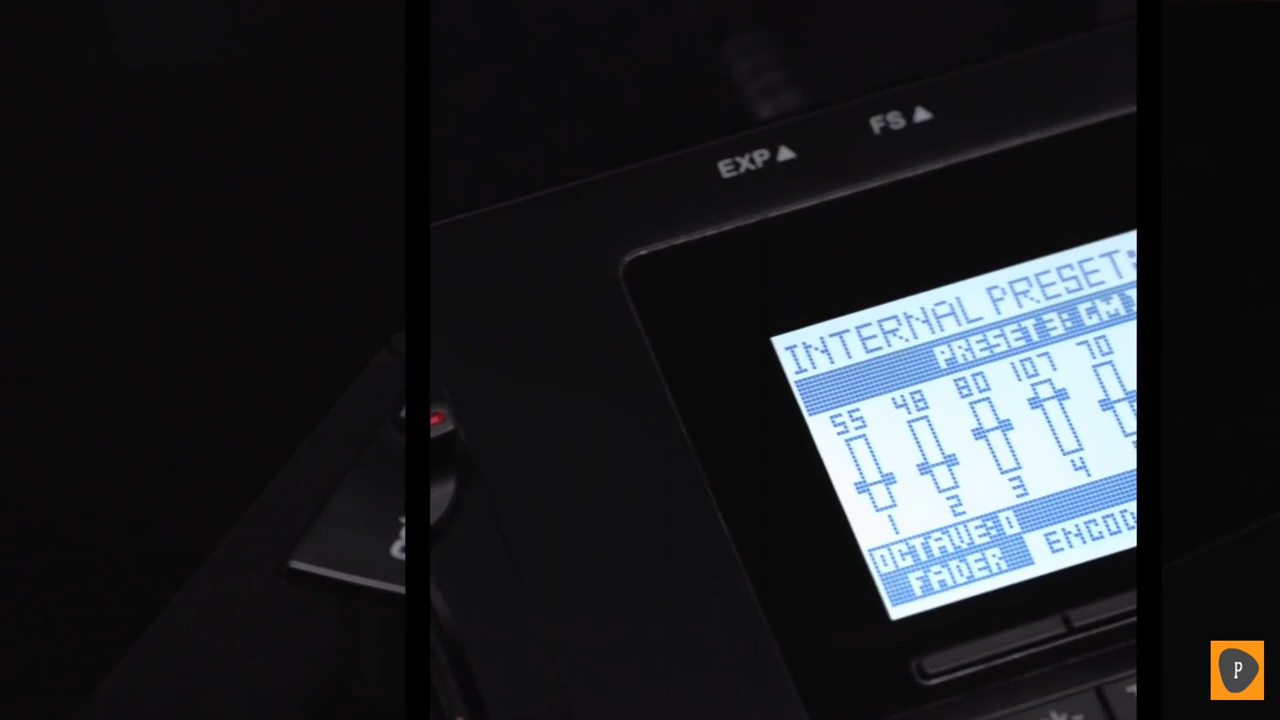 EXP▲
FS▲
INTERNAL PRESET:
PRESET 3: GM
55 48 80 107 70
1 2 3 4
OCTAVE:0
FADER
P